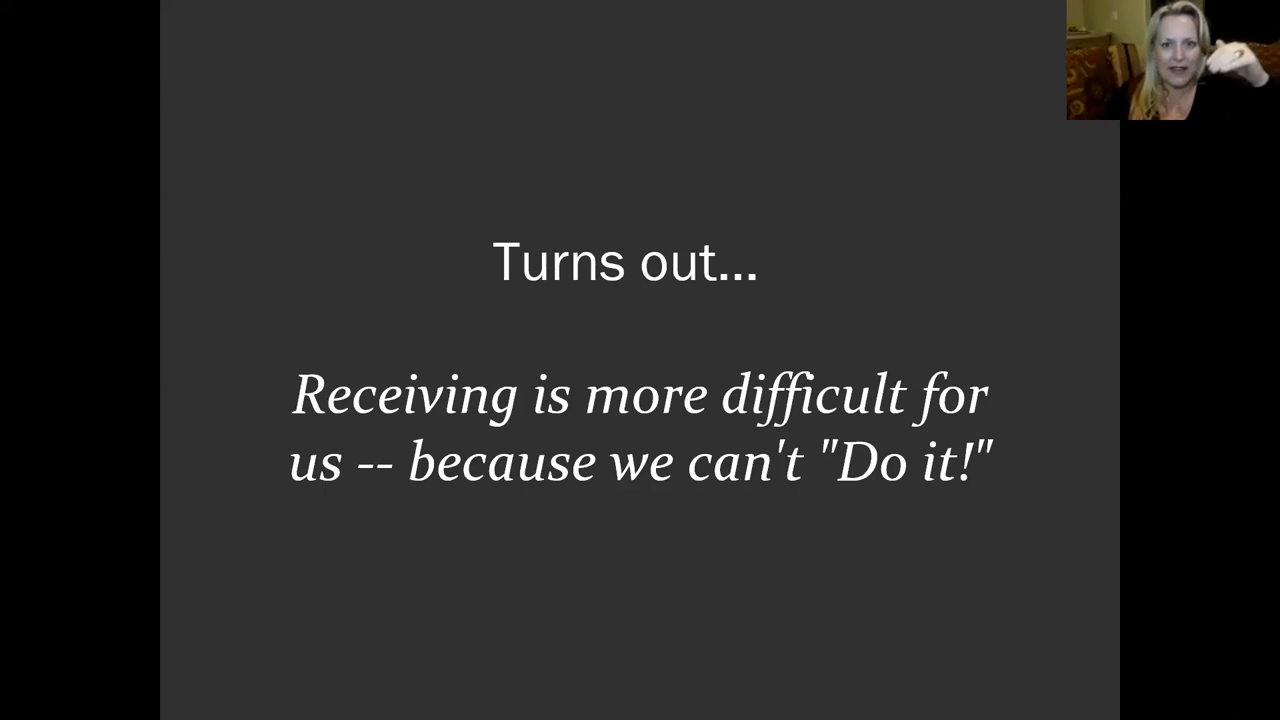 Turns out...
Receiving is more difficult for
us -- because we can't "Do it!"